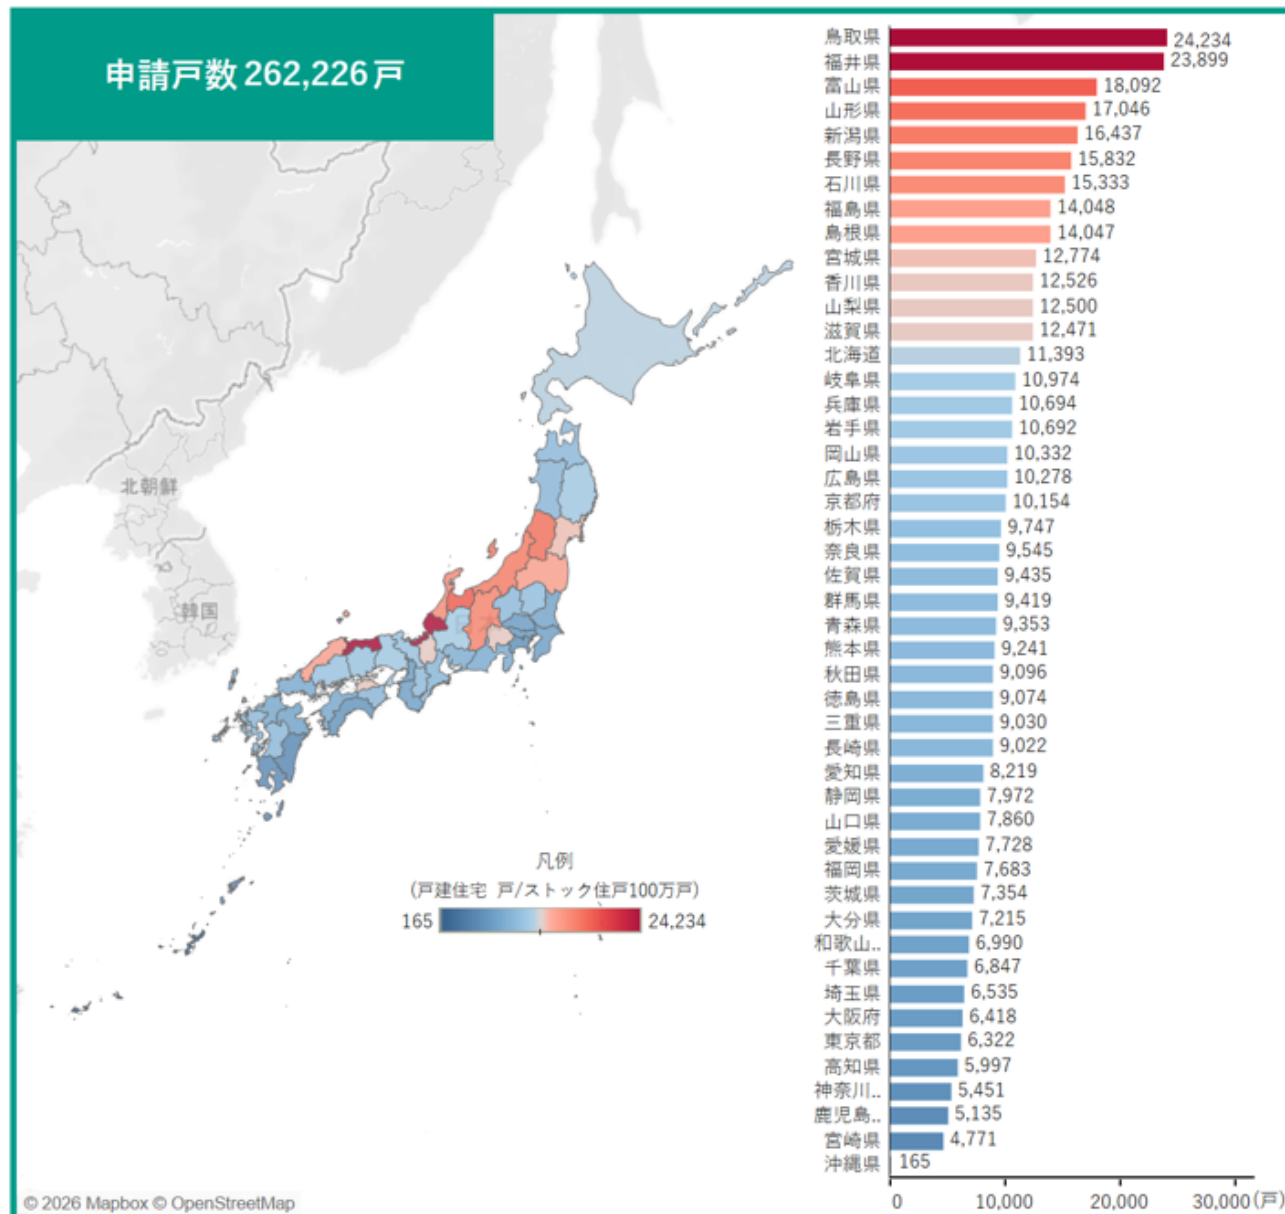 申請戸数 262,226戸
北朝鮮
韓国
凡例
(戸建住宅 戸/ストック住戸100万戸)
165 24,234
© 2026 Mapbox © OpenStreetMap
鳥取県 24,234
福井県 23,899
富山県 18,092
山形県 17,046
新潟県 16,437
長野県 15,832
石川県 15,333
福島県 14,048
島根県 14,047
宮城県 12,774
香川県 12,526
山梨県 12,500
滋賀県 12,471
北海道 11,393
岐阜県 10,974
兵庫県 10,694
岩手県 10,692
岡山県 10,332
広島県 10,278
京都府 10,154
栃木県 9,747
奈良県 9,545
佐賀県 9,435
群馬県 9,419
青森県 9,353
熊本県 9,241
秋田県 9,096
徳島県 9,074
三重県 9,030
長崎県 9,022
愛知県 8,219
静岡県 7,972
山口県 7,860
愛媛県 7,728
福岡県 7,683
茨城県 7,354
大分県 7,215
和歌山.. 6,990
千葉県 6,847
埼玉県 6,535
大阪府 6,418
東京都 6,322
高知県 5,997
神奈川.. 5,451
鹿児島.. 5,135
宮崎県 4,771
沖縄県 165
0 10,000 20,000 30,000(戸)